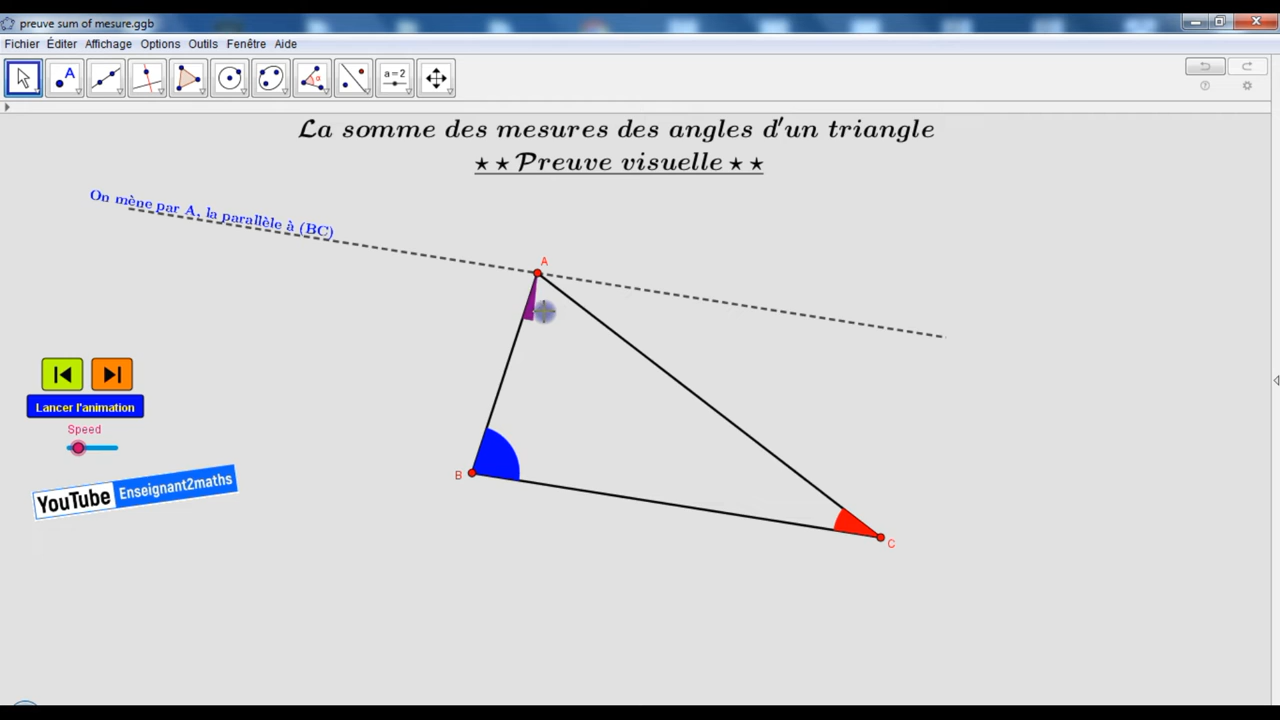 preuve sum of mesure.ggb
Fichier Éditer Affichage Options Outils Fenêtre Aide
A
α
a = 2
La somme des mesures des angles d'un triangle
★ ★ Preuve visuelle ★ ★
On mène par A, la parallèle à (BC)
A
Lancer l'animation
Speed
B
YouTube Enseignant2maths
C